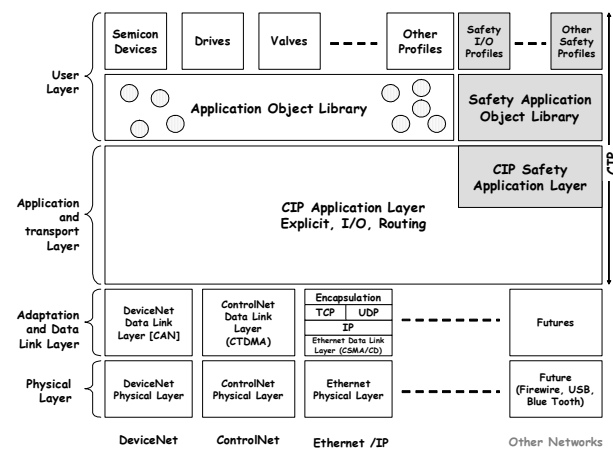 Semicon
Devices
Drives
Valves
Other
Profiles
Safety
I/O
Profiles
Other
Safety
Profiles
User
Layer
Application Object Library
Safety Application
Object Library
CIP
CIP Safety
Application Layer
Application
and
transport
Layer
CIP Application Layer
Explicit, I/O, Routing
Adaptation
and Data
Link Layer
DeviceNet
Data Link
Layer [CAN]
ControlNet
Data Link
Layer
(CTDMA)
Encapsulation
TCP UDP
IP
Ethernet Data Link
Layer (CSMA/CD)
Futures
Physical
Layer
DeviceNet
Physical Layer
ControlNet
Physical Layer
Ethernet
Physical Layer
Future
(Firewire, USB,
Blue Tooth)
DeviceNet ControlNet Ethernet /IP Other Networks